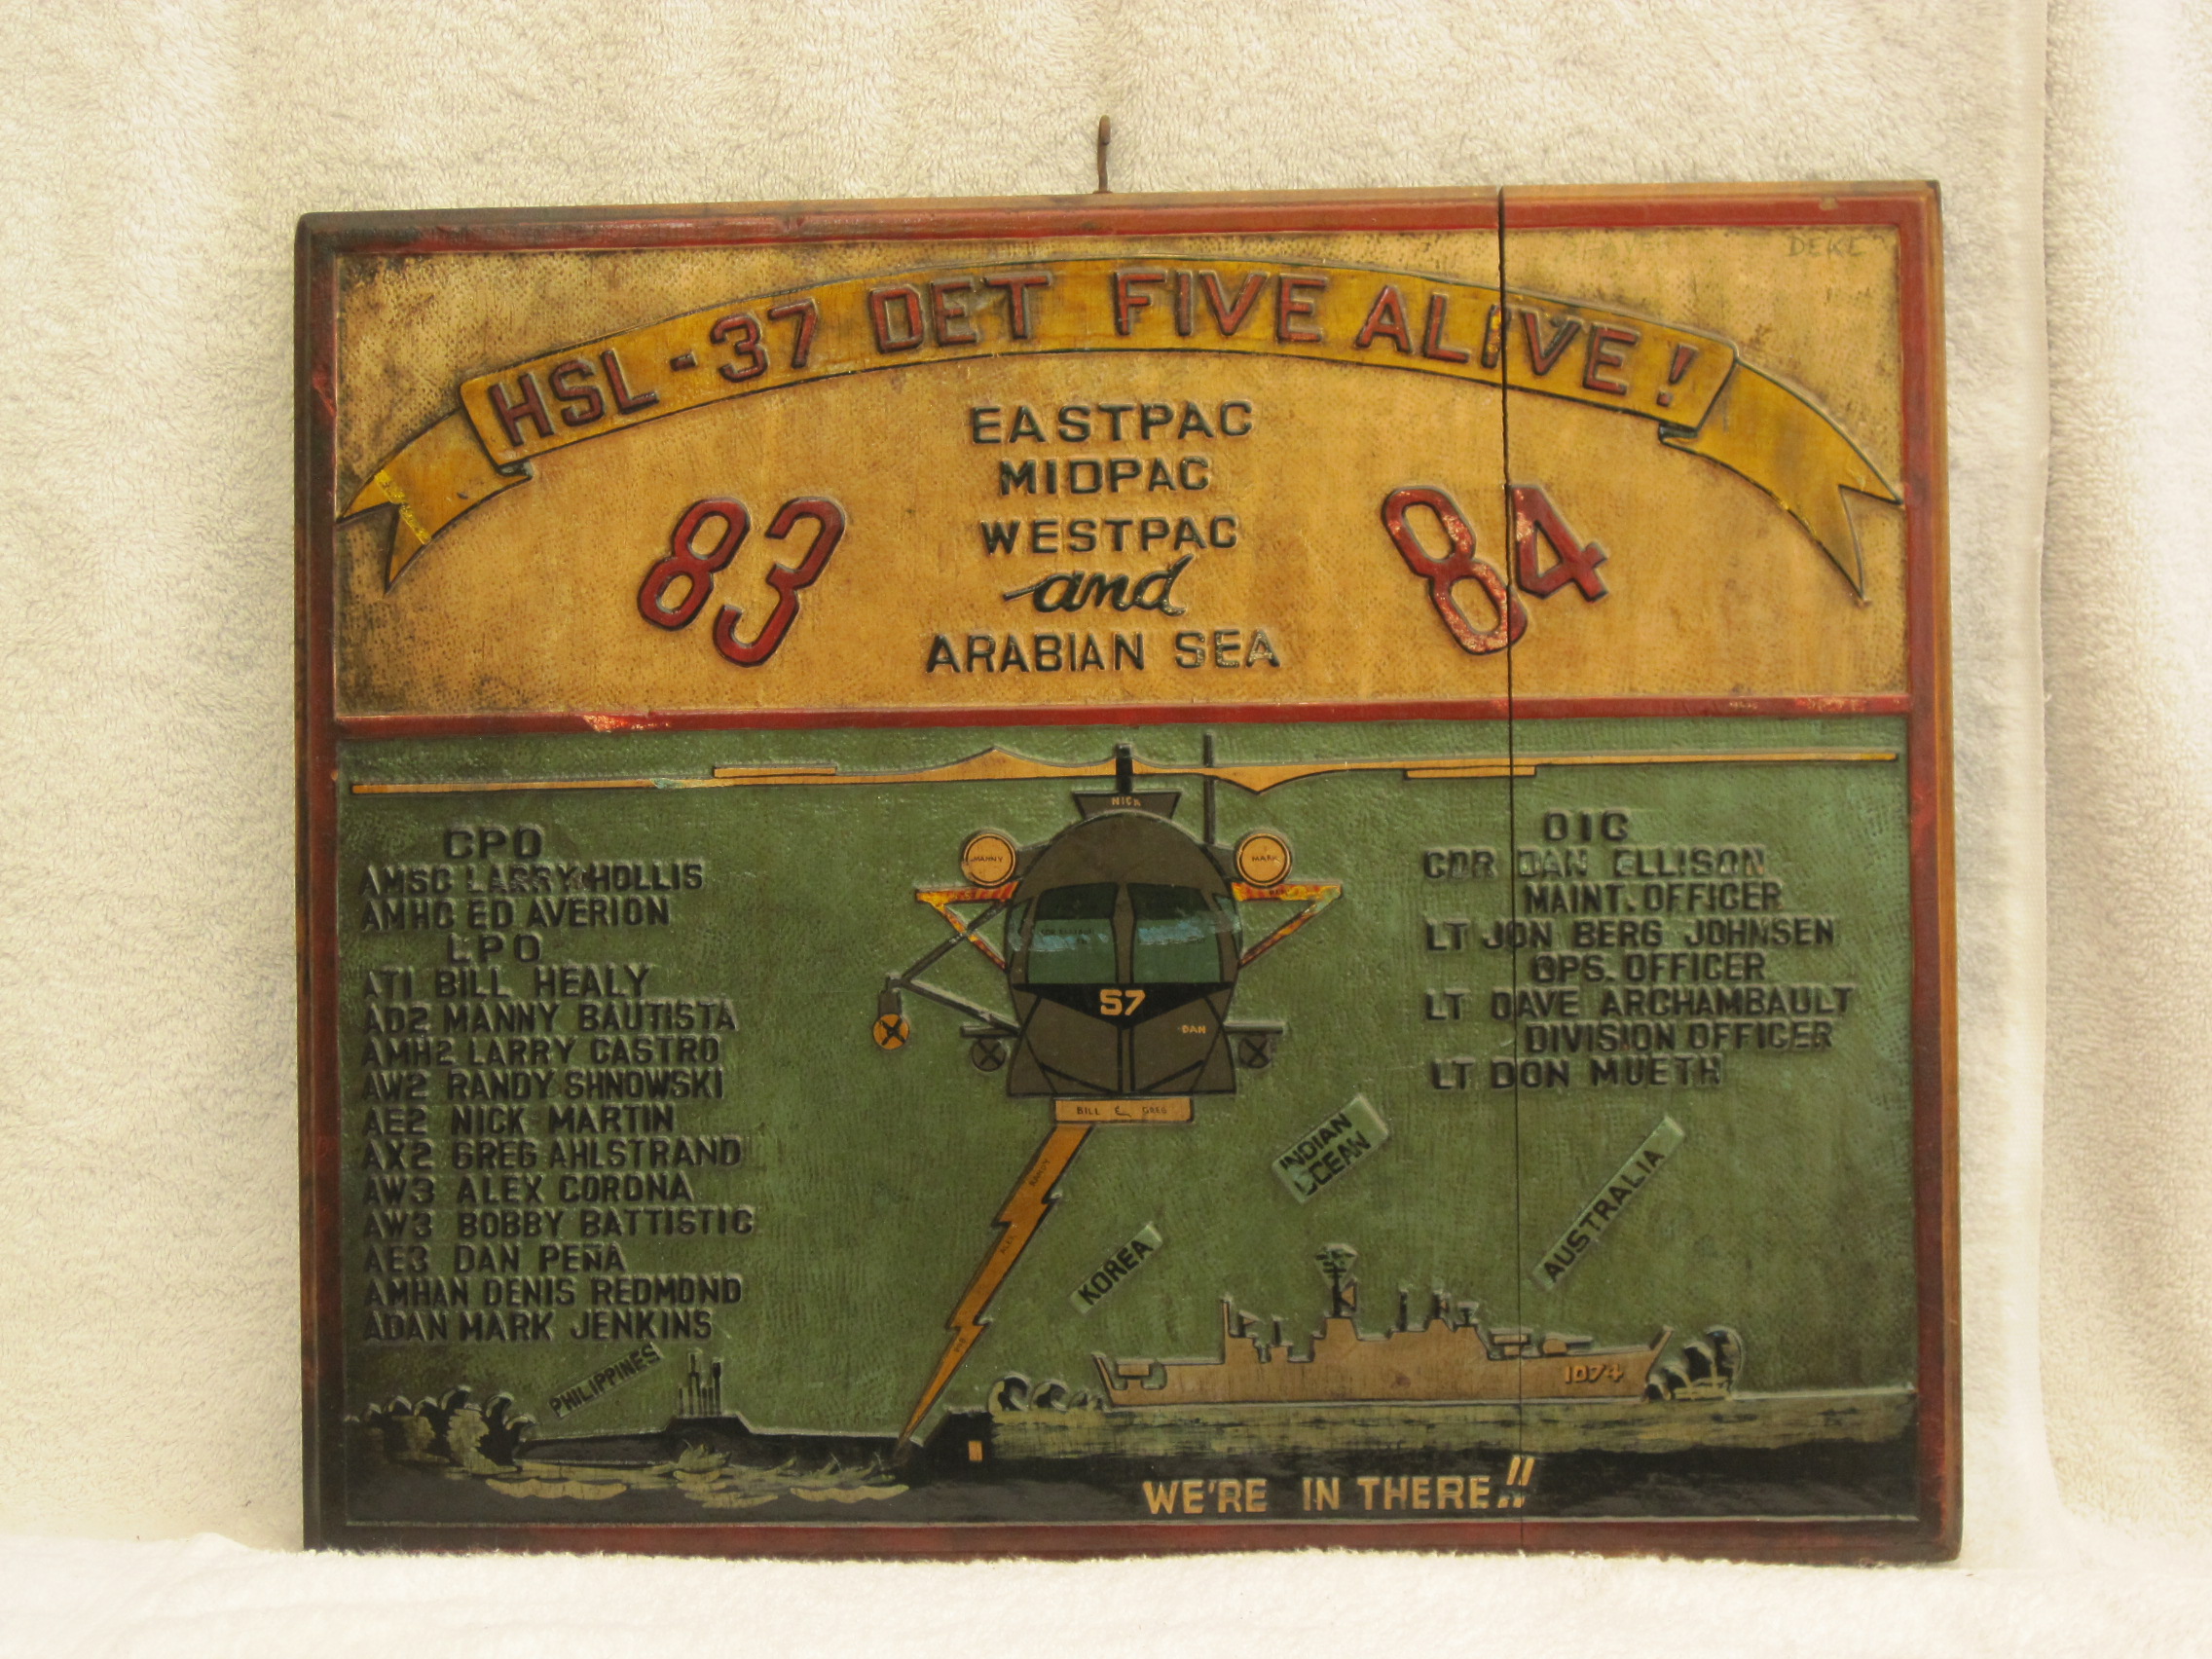 DEKE
HSL-37 DET FIVE ALIVE!
EASTPAC
MIDPAC
WESTPAC
and
ARABIAN SEA
83
84
NICK
MANNY
MARK
CPO
AMSC LARRY HOLLIS
AMHC ED AVERION
LPO
AT1 BILL HEALY
AD2 MANNY BAUTISTA
AMH2 LARRY CASTRO
AW2 RANDY SHNOWSKI
AE2 NICK MARTIN
AX2 GREG AHLSTRAND
AW3 ALEX CORONA
AW3 BOBBY BATTISTIC
AE3 DAN PEÑA
AMHAN DENIS REDMOND
ADAN MARK JENKINS
OIC
CDR DAN ELLISON
MAINT. OFFICER
LT JON BERG JOHNSEN
OPS. OFFICER
LT DAVE ARCHAMBAULT
DIVISION OFFICER
LT DON MUETH
57
DAN
BILL & GREG
RANDY
ALEX
INDIAN
OCEAN
AUSTRALIA
KOREA
PHILIPPINES
1074
WE'RE IN THERE!!